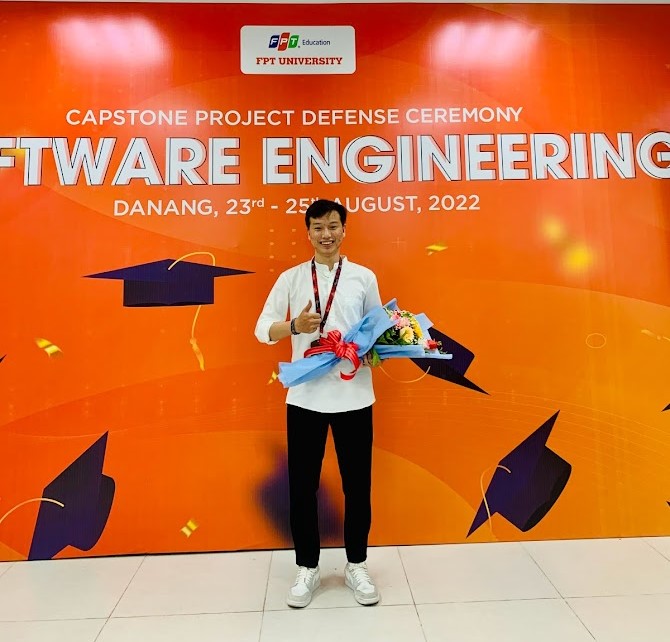 FPT Education
FPT UNIVERSITY
CAPSTONE PROJECT DEFENSE CEREMONY
FTWARE ENGINEERING
DANANG, 23rd - 25th AUGUST, 2022